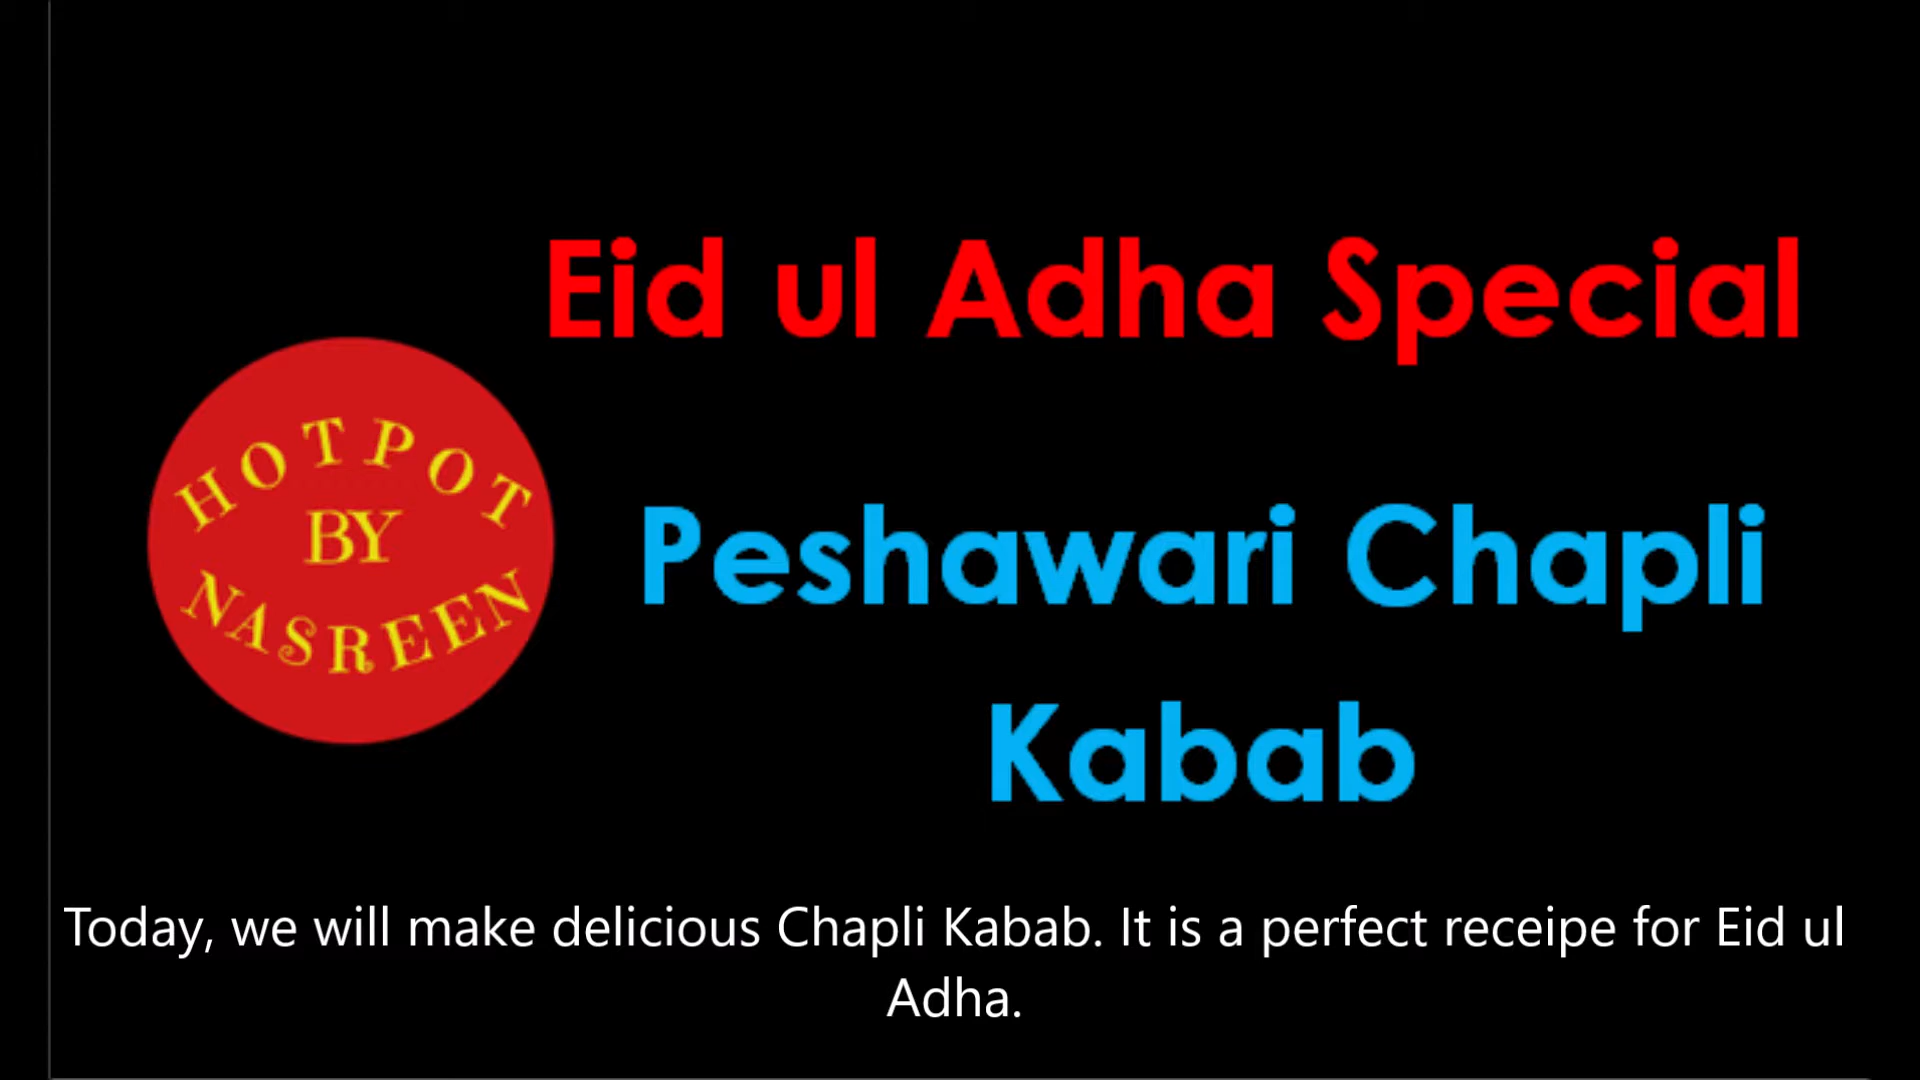 Eid ul Adha Special
HOTPOT
BY
NASREEN
Peshawari Chapli
Kabab
Today, we will make delicious Chapli Kabab. It is a perfect receipe for Eid ul
Adha.